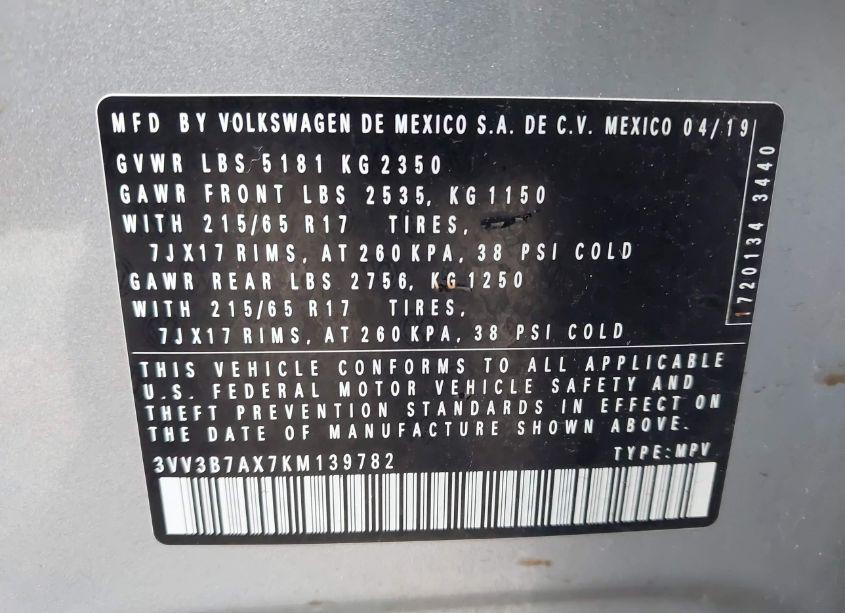 MFD BY VOLKSWAGEN DE MEXICO S.A. DE C.V. MEXICO 04/19
GVWR LBS 5181 KG 2350
GAWR FRONT LBS 2535, KG 1150
WITH 215/65 R17 TIRES,
7JX17 RIMS, AT 260 KPA, 38 PSI COLD
GAWR REAR LBS 2756, KG 1250
WITH 215/65 R17 TIRES,
7JX17 RIMS, AT 260 KPA, 38 PSI COLD
1720134 3440
THIS VEHICLE CONFORMS TO ALL APPLICABLE
U.S. FEDERAL MOTOR VEHICLE SAFETY AND
THEFT PREVENTION STANDARDS IN EFFECT ON
THE DATE OF MANUFACTURE SHOWN ABOVE.
3VV3B7AX7KM139782 TYPE:MPV